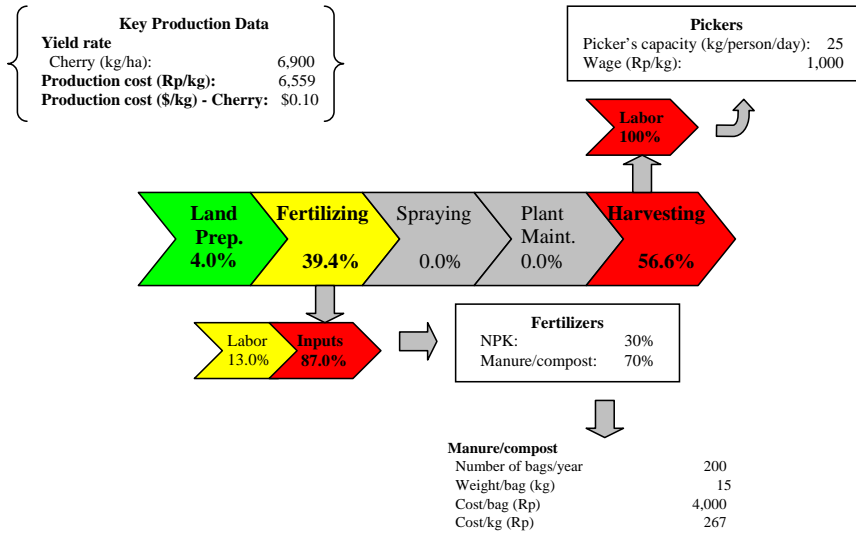 Key Production Data
Yield rate
Cherry (kg/ha): 6,900
Production cost (Rp/kg): 6,559
Production cost ($/kg) - Cherry: $0.10
Pickers
Picker's capacity (kg/person/day): 25
Wage (Rp/kg): 1,000
Labor
100%
Land
Prep.
4.0%
Fertilizing
39.4%
Spraying
0.0%
Plant
Maint.
0.0%
Harvesting
56.6%
Labor
13.0%
Inputs
87.0%
Fertilizers
NPK: 30%
Manure/compost: 70%
Manure/compost
Number of bags/year 200
Weight/bag (kg) 15
Cost/bag (Rp) 4,000
Cost/kg (Rp) 267